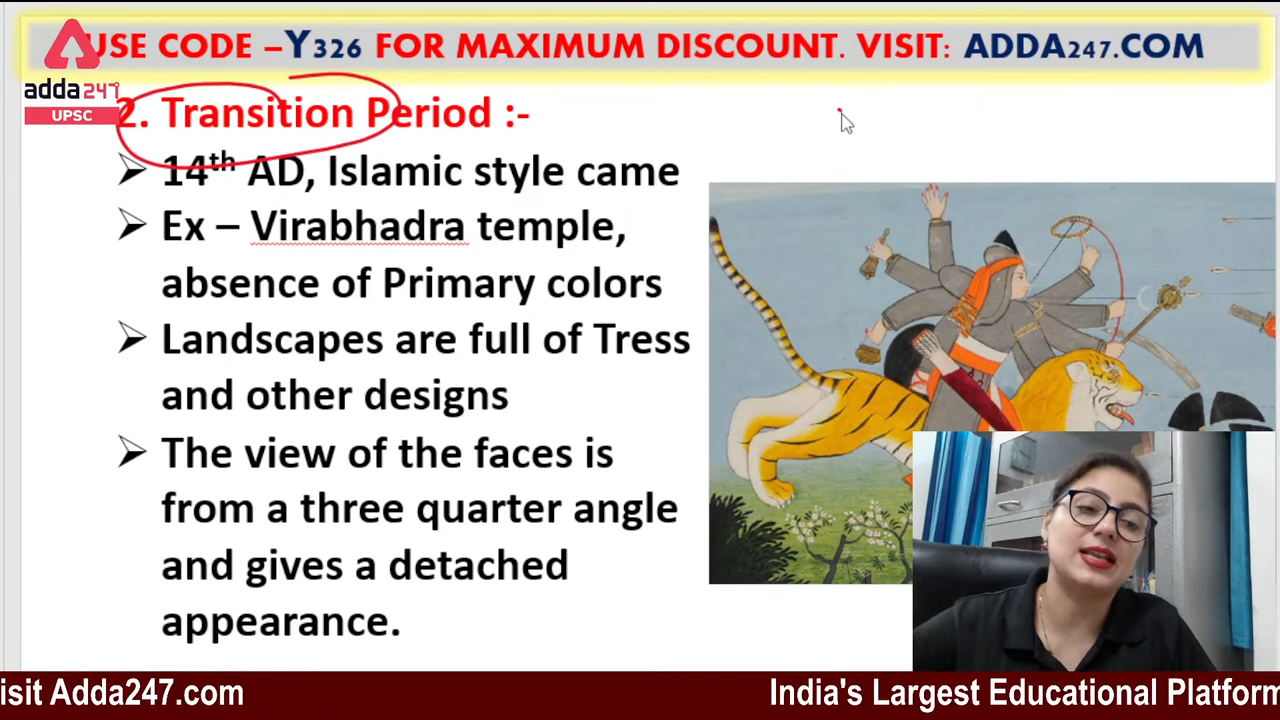 USE CODE –Y326 FOR MAXIMUM DISCOUNT. VISIT: ADDA247.COM
adda247
UPSC
2. Transition Period :-
➢ 14th AD, Islamic style came
➢ Ex – Virabhadra temple,
absence of Primary colors
➢ Landscapes are full of Tress
and other designs
➢ The view of the faces is
from a three quarter angle
and gives a detached
appearance.
isit Adda247.com
India's Largest Educational Platform